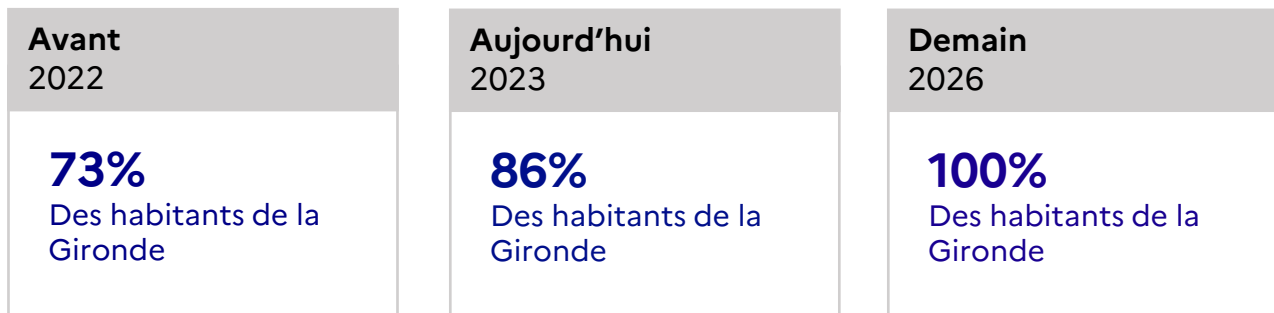 Avant
2022
73%
Des habitants de la
Gironde
Aujourd’hui
2023
86%
Des habitants de la
Gironde
Demain
2026
100%
Des habitants de la
Gironde